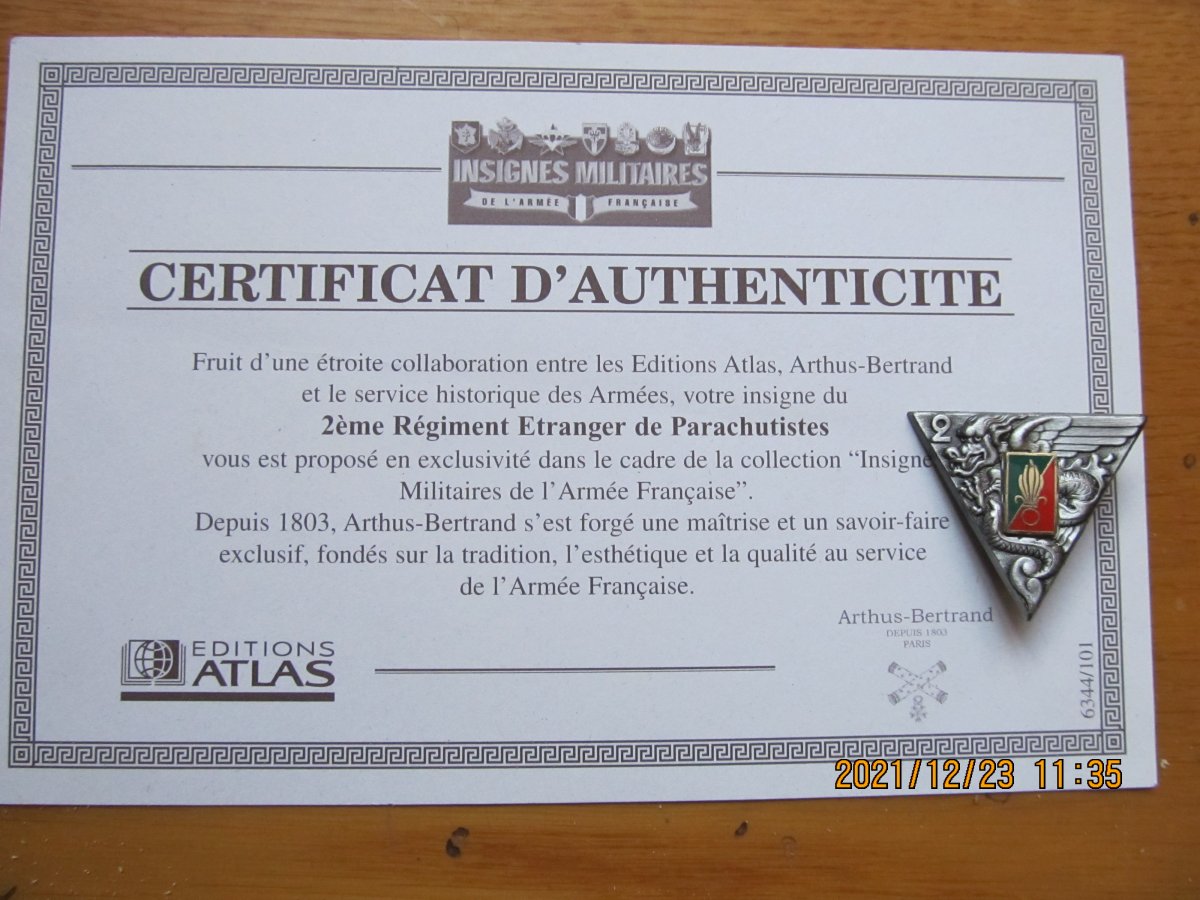 INSIGNES MILITAIRES
DE L'ARMÉE FRANÇAISE
CERTIFICAT D'AUTHENTICITE
Fruit d'une étroite collaboration entre les Editions Atlas, Arthus-Bertrand
et le service historique des Armées, votre insigne du
2ème Régiment Etranger de Parachutistes
vous est proposé en exclusivité dans le cadre de la collection “Insigne
Militaires de l'Armée Française”.
Depuis 1803, Arthus-Bertrand s'est forgé une maîtrise et un savoir-faire
exclusif, fondés sur la tradition, l'esthétique et la qualité au service
de l'Armée Française.
2
Arthus-Bertrand
DEPUIS 1803
PARIS
EDITIONS
ATLAS
6344/101
2021/12/23 11:35